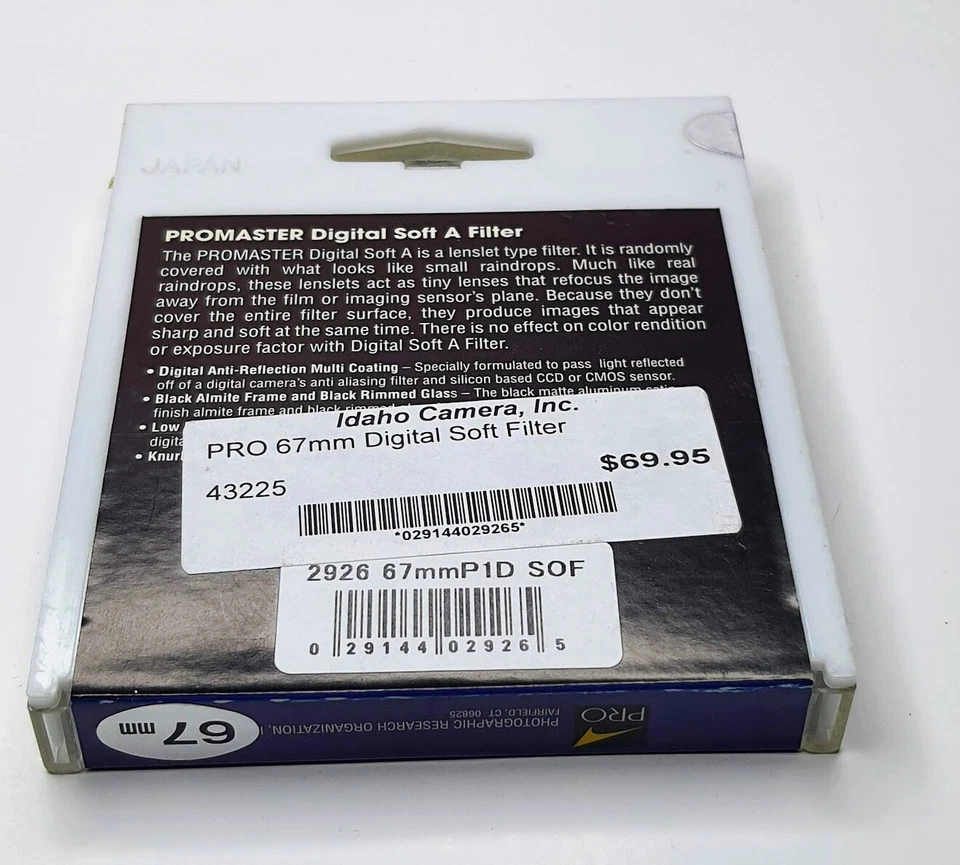 JAPAN
PROMASTER Digital Soft A Filter
The PROMASTER Digital Soft A is a lenslet type filter. It is randomly
covered with what looks like small raindrops. Much like real
raindrops, these lenslets act as tiny lenses that refocus the image
away from the film or imaging sensor's plane. Because they don't
cover the entire filter surface, they produce images that appear
sharp and soft at the same time. There is no effect on color rendition
or exposure factor with Digital Soft A Filter.
• Digital Anti-Reflection Multi Coating – Specially formulated to pass light reflected
off of a digital camera's anti aliasing filter and silicon based CCD or CMOS sensor.
• Black Almite Frame and Black Rimmed Glass – The black matte aluminum satin
finish almite frame and black rimmed
• Low
digita
• Knurl
Idaho Camera, Inc.
PRO 67mm Digital Soft Filter
$69.95
43225
*029144029265*
2926 67mmP1D SOF
0 29144 02926 5
67 mm
PHOTOGRAPHIC RESEARCH ORGANIZATION,
FAIRFIELD, CT 06825
PRO